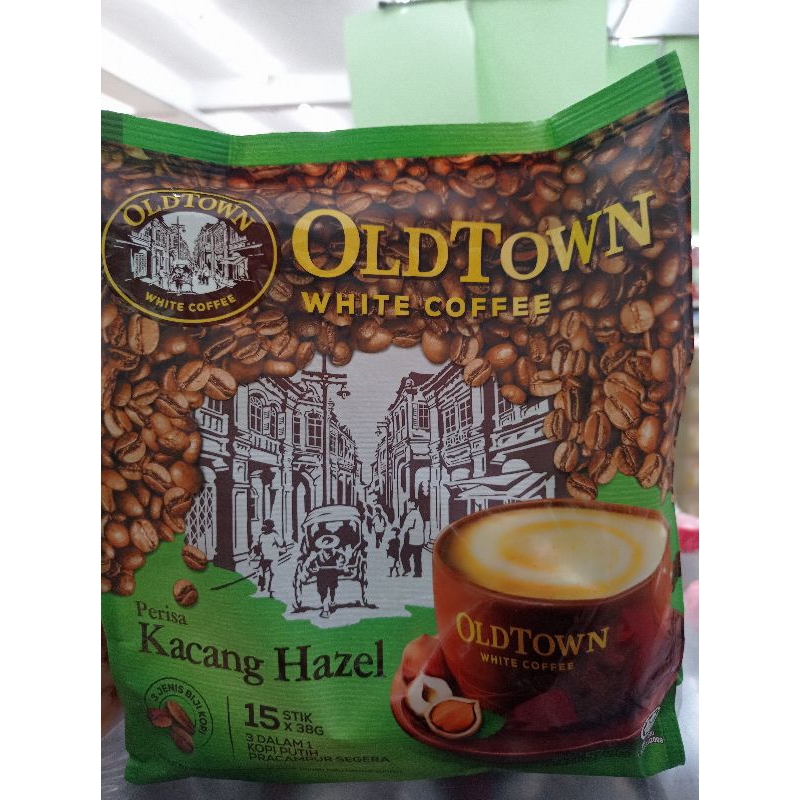 OLDTOWN
WHITE COFFEE
OLDTOWN
WHITE COFFEE
Perisa
Kacang Hazel
3 JENIS BIJI KOPI
15 STIK
X 38G
3 DALAM 1
KOPI PUTIH
PRACAMPUR SEGERA
OLDTOWN
WHITE COFFEE